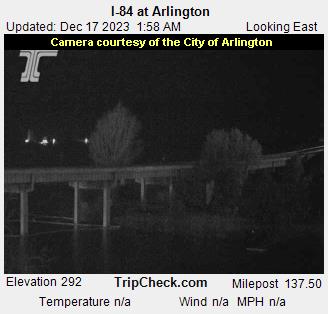 I-84 at Arlington
Updated: Dec 17 2023 1:58 AM Looking East
Camera courtesy of the City of Arlington
Elevation 292 TripCheck.com Milepost 137.50
Temperature n/a Wind n/a MPH n/a